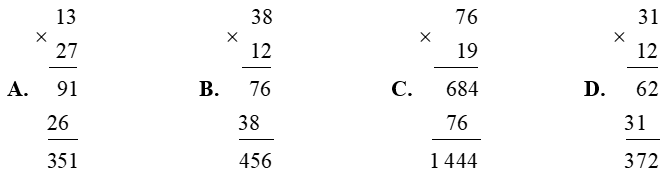 13 38 76 31
× × × ×
27 12 19 12
A. 91 B. 76 C. 684 D. 62
26 38 76 31
351 456 1 444 372